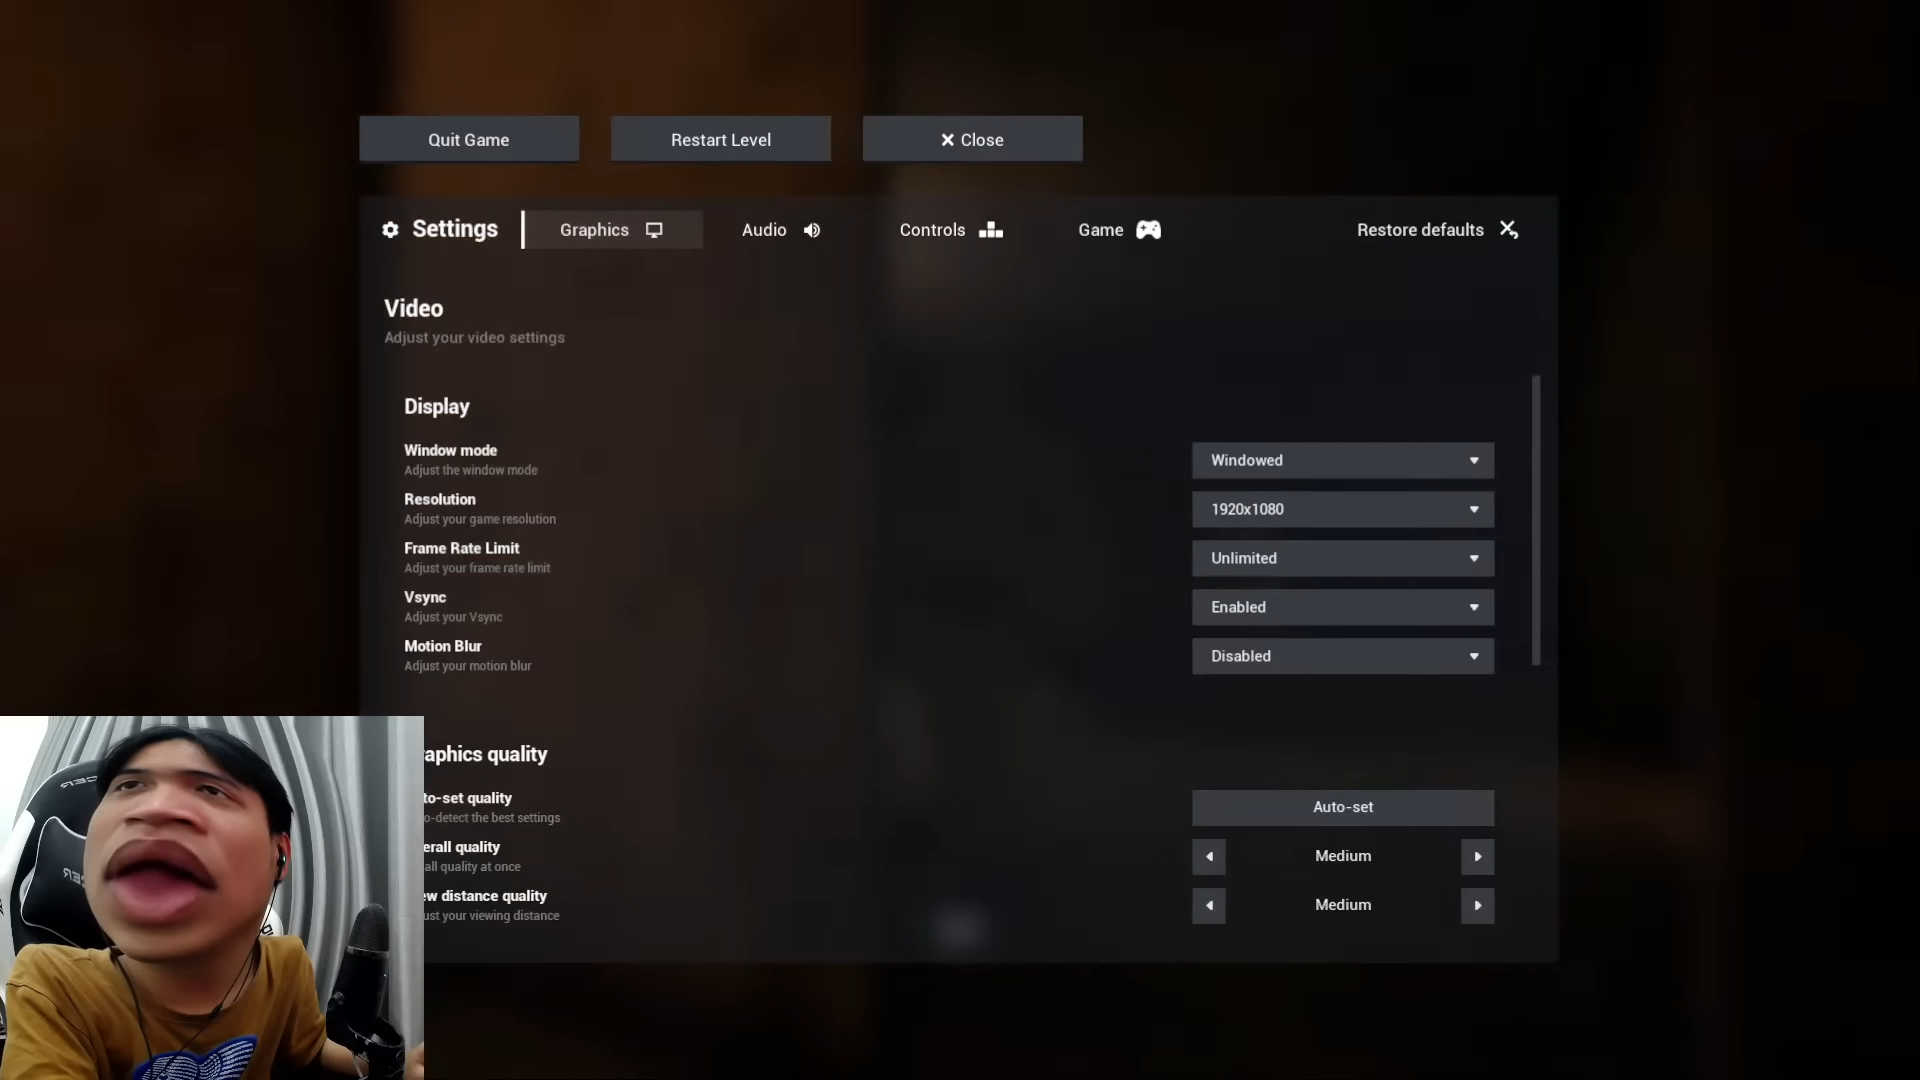 Quit Game
Restart Level
Close
Settings
Graphics
Audio
Controls
Game
Restore defaults
Video
Adjust your video settings
Display
Window mode
Adjust the window mode
Windowed
Resolution
Adjust your game resolution
1920x1080
Frame Rate Limit
Adjust your frame rate limit
Unlimited
Vsync
Adjust your Vsync
Enabled
Motion Blur
Adjust your motion blur
Disabled
aphics quality
to-set quality
o-detect the best settings
Auto-set
erall quality
all quality at once
Medium
ew distance quality
ust your viewing distance
Medium